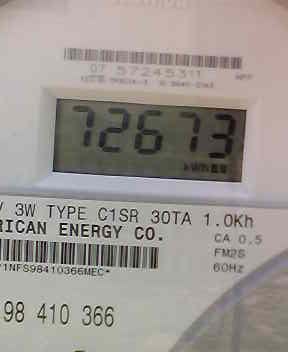 07 57245311
72673
kWh
V 3W TYPE C1SR 30TA 1.0Kh
RICAN ENERGY CO.
CA 0.5
FM2S
60Hz
1NFS98410366MEC*
98 410 366